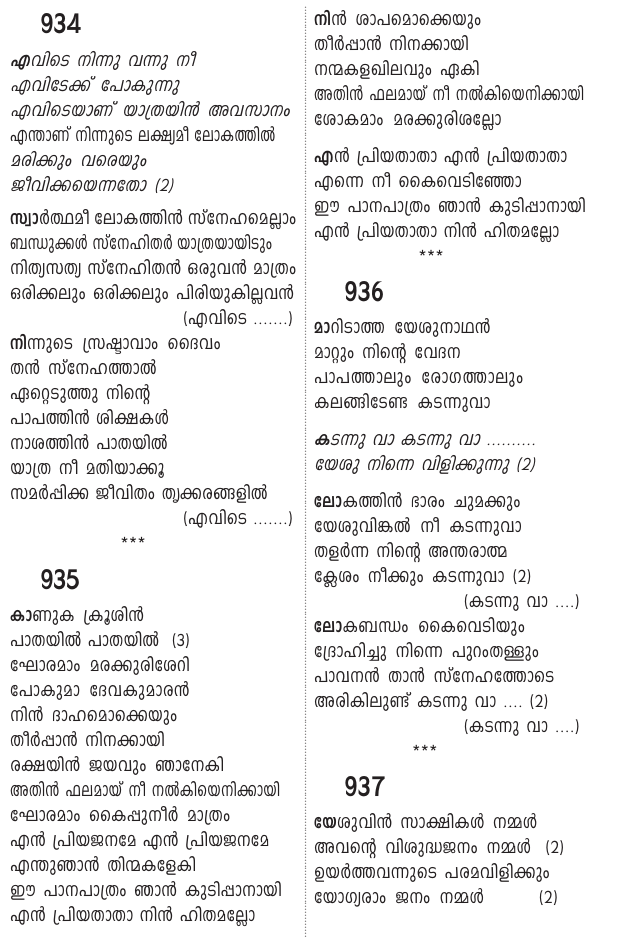 934
എവിടെ നിന്നു വന്നു നീ
എവിടേക്ക് പോകുന്നു
എവിടെയാണ് യാത്രയിൻ അവസാനം
എന്താണ് നിന്നുടെ ലക്ഷ്യമീ ലോകത്തിൽ
മരിക്കും വരെയും
ജീവിക്കയെന്നതോ (2)
സ്വാർത്ഥമീ ലോകത്തിൻ സ്നേഹമെല്ലാം
ബന്ധുക്കൾ സ്നേഹിതർ യാത്രയായിടും
നിത്യസത്യ സ്നേഹിതൻ ഒരുവൻ മാത്രം
ഒരിക്കലും ഒരിക്കലും പിരിയുകില്ലവൻ
(എവിടെ .......)
നിന്നുടെ സ്രഷ്ടാവാം ദൈവം
തൻ സ്നേഹത്താൽ
ഏറ്റെടുത്തു നിന്റെ
പാപത്തിൻ ശിക്ഷകൾ
നാശത്തിൻ പാതയിൽ
യാത്ര നീ മതിയാക്കൂ
സമർപ്പിക്ക ജീവിതം തൃക്കരങ്ങളിൽ
(എവിടെ .......)
***
935
കാണുക ക്രൂശിൻ
പാതയിൽ പാതയിൽ (3)
ഘോരമാം മരക്കുരിശേറി
പോകുമാ ദേവകുമാരൻ
നിൻ ദാഹമൊക്കെയും
തീർപ്പാൻ നിനക്കായി
രക്ഷയിൻ ജയവും ഞാനേകി
അതിൻ ഫലമായ് നീ നൽകിയെനിക്കായി
ഘോരമാം കൈപ്പുനീർ മാത്രം
എൻ പ്രിയജനമേ എൻ പ്രിയജനമേ
എന്തുഞാൻ തിന്മകളേകി
ഈ പാനപാത്രം ഞാൻ കുടിപ്പാനായി
എൻ പ്രിയതാതാ നിൻ ഹിതമല്ലോ
നിൻ ശാപമൊക്കെയും
തീർപ്പാൻ നിനക്കായി
നന്മകളഖിലവും ഏകി
അതിൻ ഫലമായ് നീ നൽകിയെനിക്കായി
ശോകമാം മരക്കുരിശല്ലോ
എൻ പ്രിയതാതാ എൻ പ്രിയതാതാ
എന്നെ നീ കൈവെടിഞ്ഞോ
ഈ പാനപാത്രം ഞാൻ കുടിപ്പാനായി
എൻ പ്രിയതാതാ നിൻ ഹിതമല്ലോ
***
936
മാറിടാത്ത യേശുനാഥൻ
മാറ്റും നിന്റെ വേദന
പാപത്താലും രോഗത്താലും
കലങ്ങിടേണ്ട കടന്നുവാ
കടന്നു വാ കടന്നു വാ ..........
യേശു നിന്നെ വിളിക്കുന്നു (2)
ലോകത്തിൻ ഭാരം ചുമക്കും
യേശുവിങ്കൽ നീ കടന്നുവാ
തളർന്ന നിന്റെ അന്തരാത്മ
ക്ലേശം നീക്കും കടന്നുവാ (2)
(കടന്നു വാ ....)
ലോകബന്ധം കൈവെടിയും
ദ്രോഹിച്ചു നിന്നെ പുറംതള്ളും
പാവനൻ താൻ സ്നേഹത്തോടെ
അരികിലുണ്ട് കടന്നു വാ .... (2)
(കടന്നു വാ ....)
***
937
യേശുവിൻ സാക്ഷികൾ നമ്മൾ
അവന്റെ വിശുദ്ധജനം നമ്മൾ (2)
ഉയർത്തവന്നുടെ പരമവിളിക്കും
യോഗ്യരാം ജനം നമ്മൾ (2)